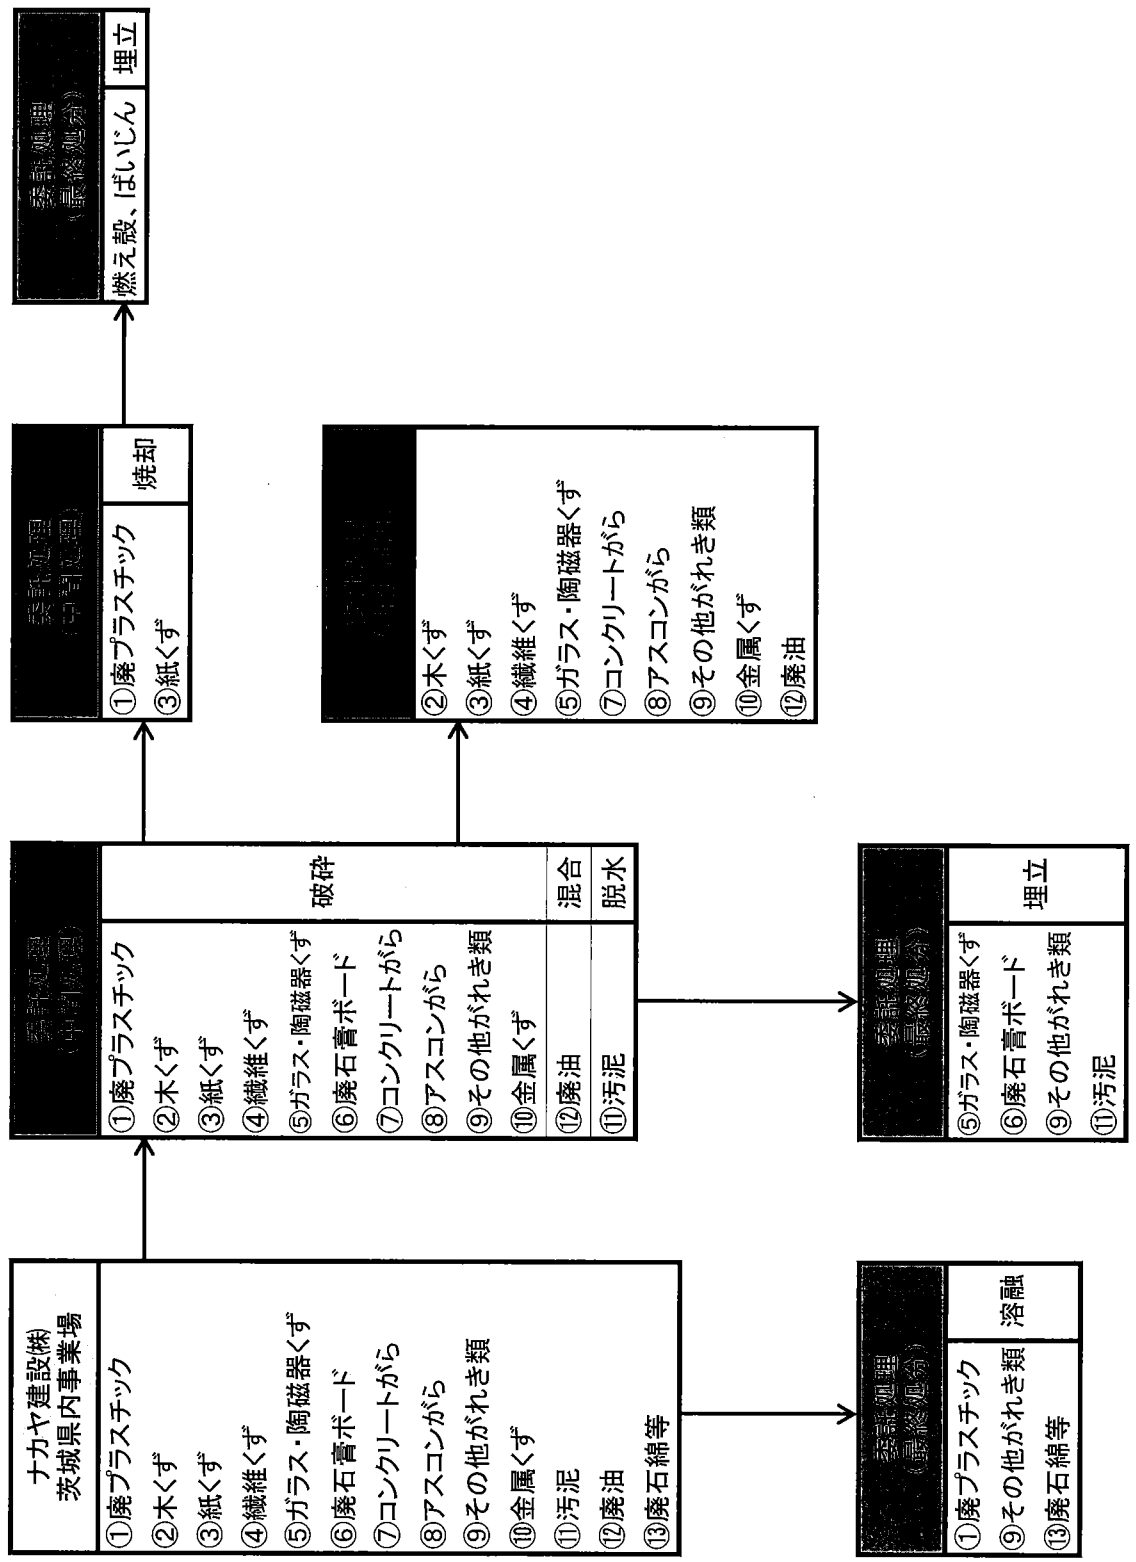 ナカヤ建設㈱
茨城県内事業場
①廃プラスチック
②木くず
③紙くず
④繊維くず
⑤ガラス・陶磁器くず
⑥廃石膏ボード
⑦コンクリートがら
⑧アスコンがら
⑨その他がれき類
⑩金属くず
⑪汚泥
⑫廃油
⑬廃石綿等
委託処理
(中間処理)
①廃プラスチック
②木くず
③紙くず
④繊維くず
⑤ガラス・陶磁器くず
⑥廃石膏ボード
⑦コンクリートがら
⑧アスコンがら
⑨その他がれき類
⑩金属くず
破砕
⑫廃油 混合
⑪汚泥 脱水
委託処理
(中間処理)
①廃プラスチック
③紙くず
焼却
委託処理
(最終処分)
燃え殻、ばいじん 埋立
②木くず
③紙くず
④繊維くず
⑤ガラス・陶磁器くず
⑦コンクリートがら
⑧アスコンがら
⑨その他がれき類
⑩金属くず
⑫廃油
委託処理
(最終処分)
①廃プラスチック
⑨その他がれき類
⑬廃石綿等
溶融
委託処理
(最終処分)
⑤ガラス・陶磁器くず
⑥廃石膏ボード
⑨その他がれき類
⑪汚泥
埋立